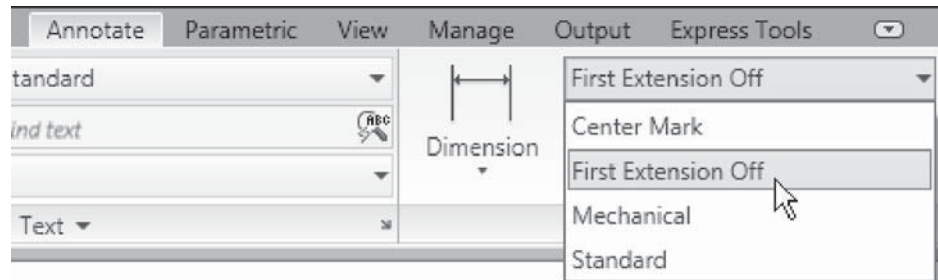 Annotate Parametric View Manage Output Express Tools
tandard
ind text
ABC
Text
Dimension
First Extension Off
Center Mark
First Extension Off
Mechanical
Standard